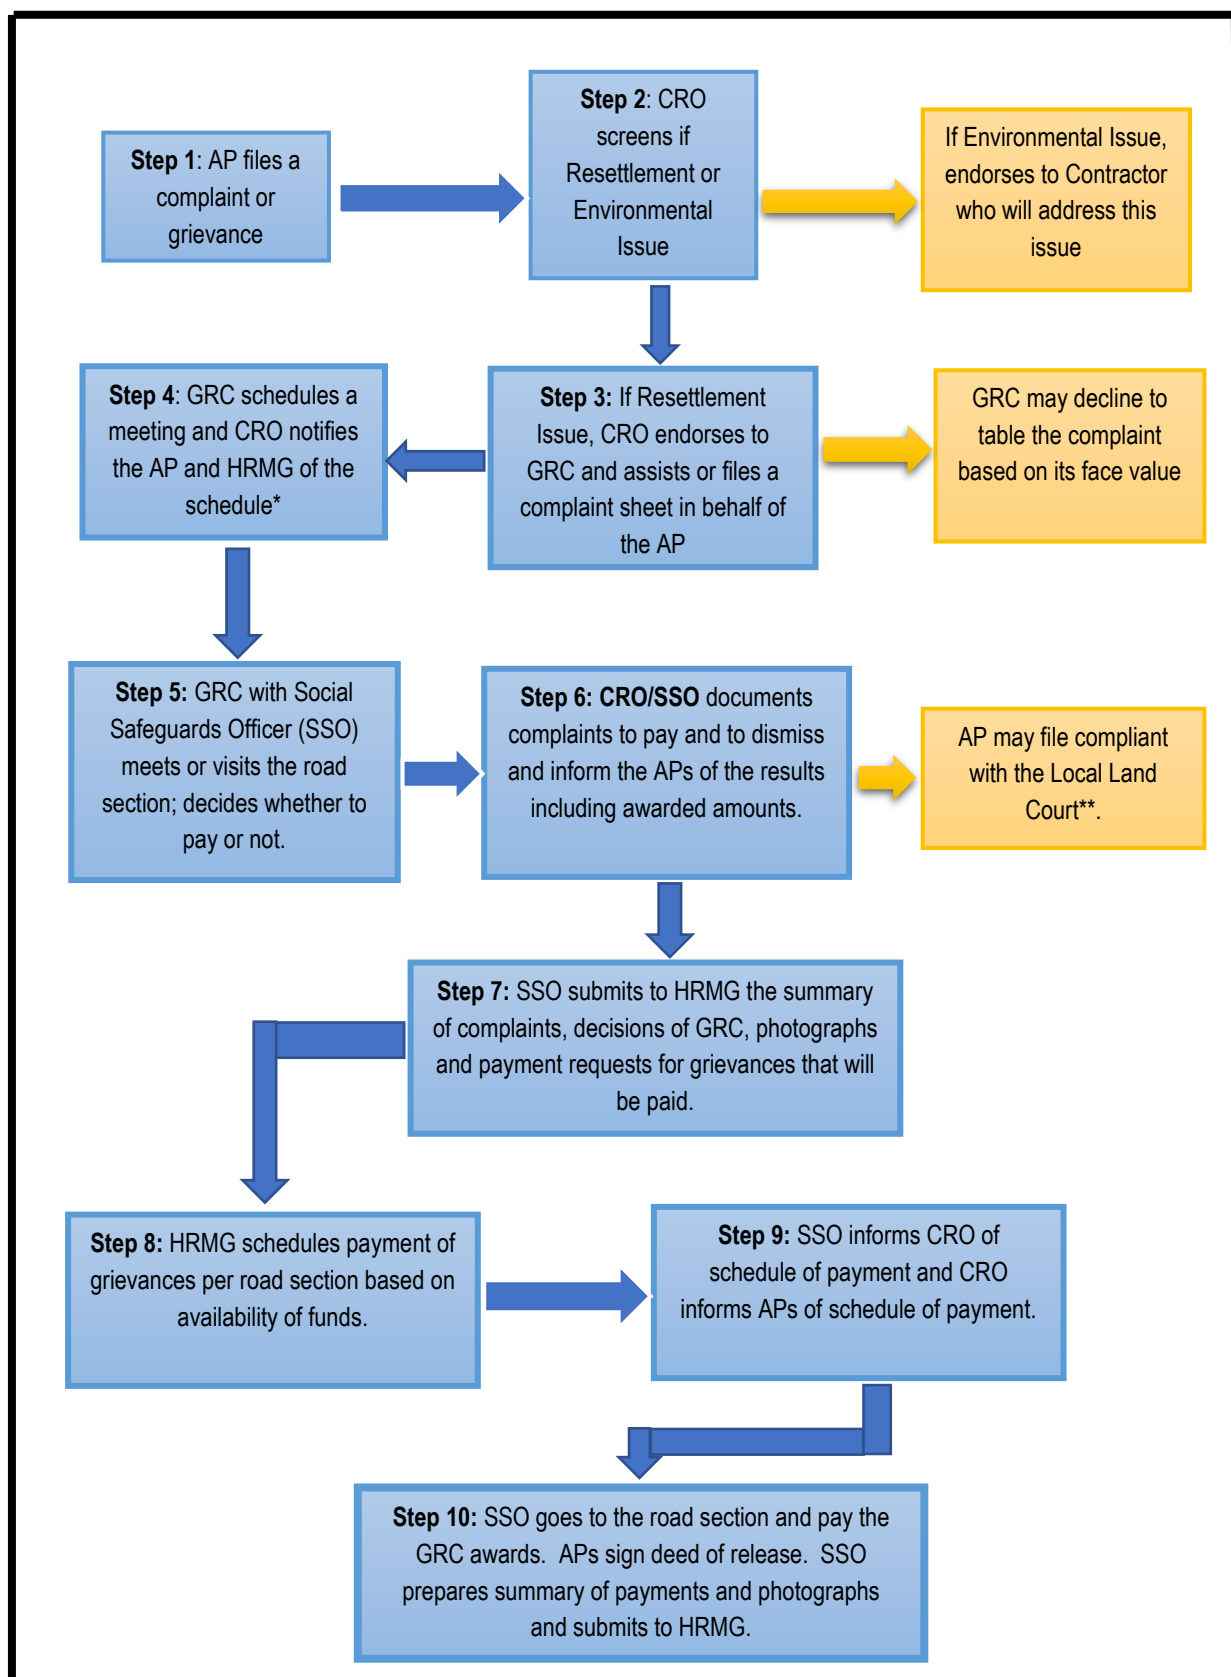 Step 1: AP files a
complaint or
grievance
Step 2: CRO
screens if
Resettlement or
Environmental
Issue
If Environmental Issue,
endorses to Contractor
who will address this
issue
Step 3: If Resettlement
Issue, CRO endorses to
GRC and assists or files a
complaint sheet in behalf of
the AP
GRC may decline to
table the complaint
based on its face value
Step 4: GRC schedules a
meeting and CRO notifies
the AP and HRMG of the
schedule*
Step 5: GRC with Social
Safeguards Officer (SSO)
meets or visits the road
section; decides whether to
pay or not.
Step 6: CRO/SSO documents
complaints to pay and to dismiss
and inform the APs of the results
including awarded amounts.
AP may file compliant
with the Local Land
Court**.
Step 7: SSO submits to HRMG the summary
of complaints, decisions of GRC, photographs
and payment requests for grievances that will
be paid.
Step 8: HRMG schedules payment of
grievances per road section based on
availability of funds.
Step 9: SSO informs CRO of
schedule of payment and CRO
informs APs of schedule of payment.
Step 10: SSO goes to the road section and pay the
GRC awards. APs sign deed of release. SSO
prepares summary of payments and photographs
and submits to HRMG.